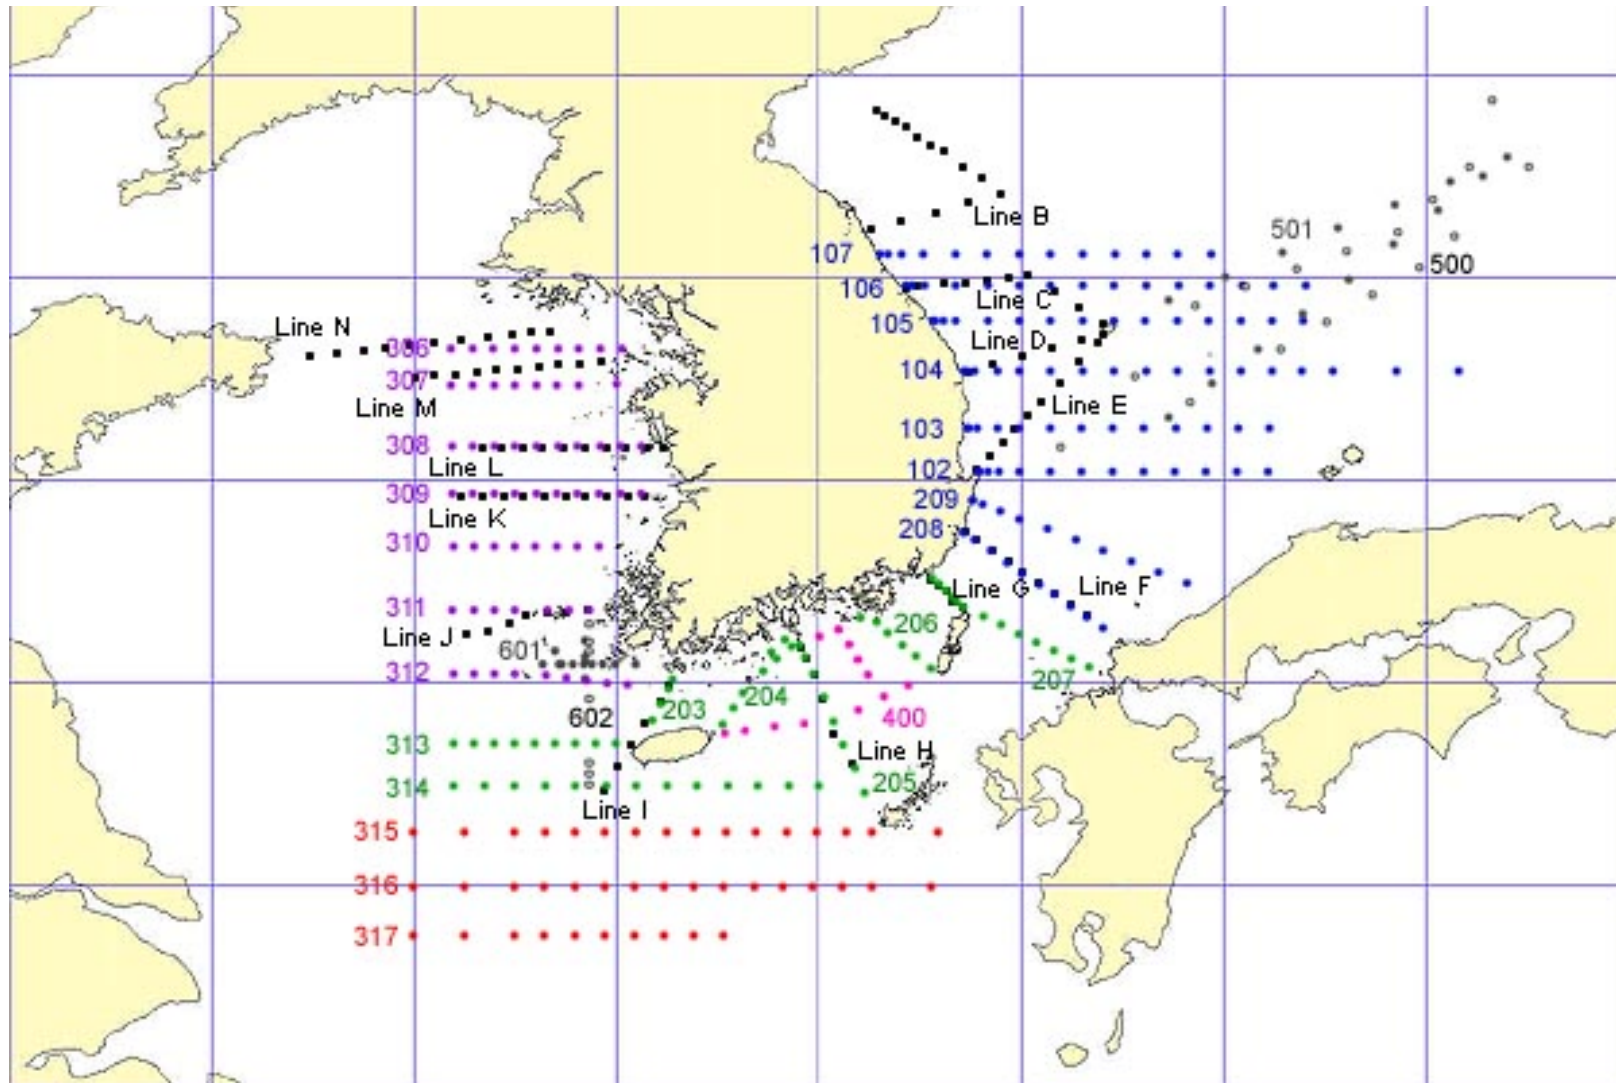 Line B
501
107
500
106
Line C
105
Line N
Line D
306
104
307
Line M
Line E
103
308
Line L
102
309
209
Line K
208
310
Line G
Line F
311
206
Line J
601
312
207
204
203
602
400
313
Line H
314
205
Line I
315
316
317